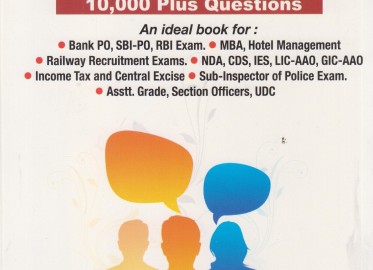 10,000 Plus Questions
An ideal book for :
● Bank PO, SBI-PO, RBI Exam. ● MBA, Hotel Management
● Railway Recruitment Exams. ● NDA, CDS, IES, LIC-AAO, GIC-AAO
● Income Tax and Central Excise ● Sub-Inspector of Police Exam.
● Asstt. Grade, Section Officers, UDC